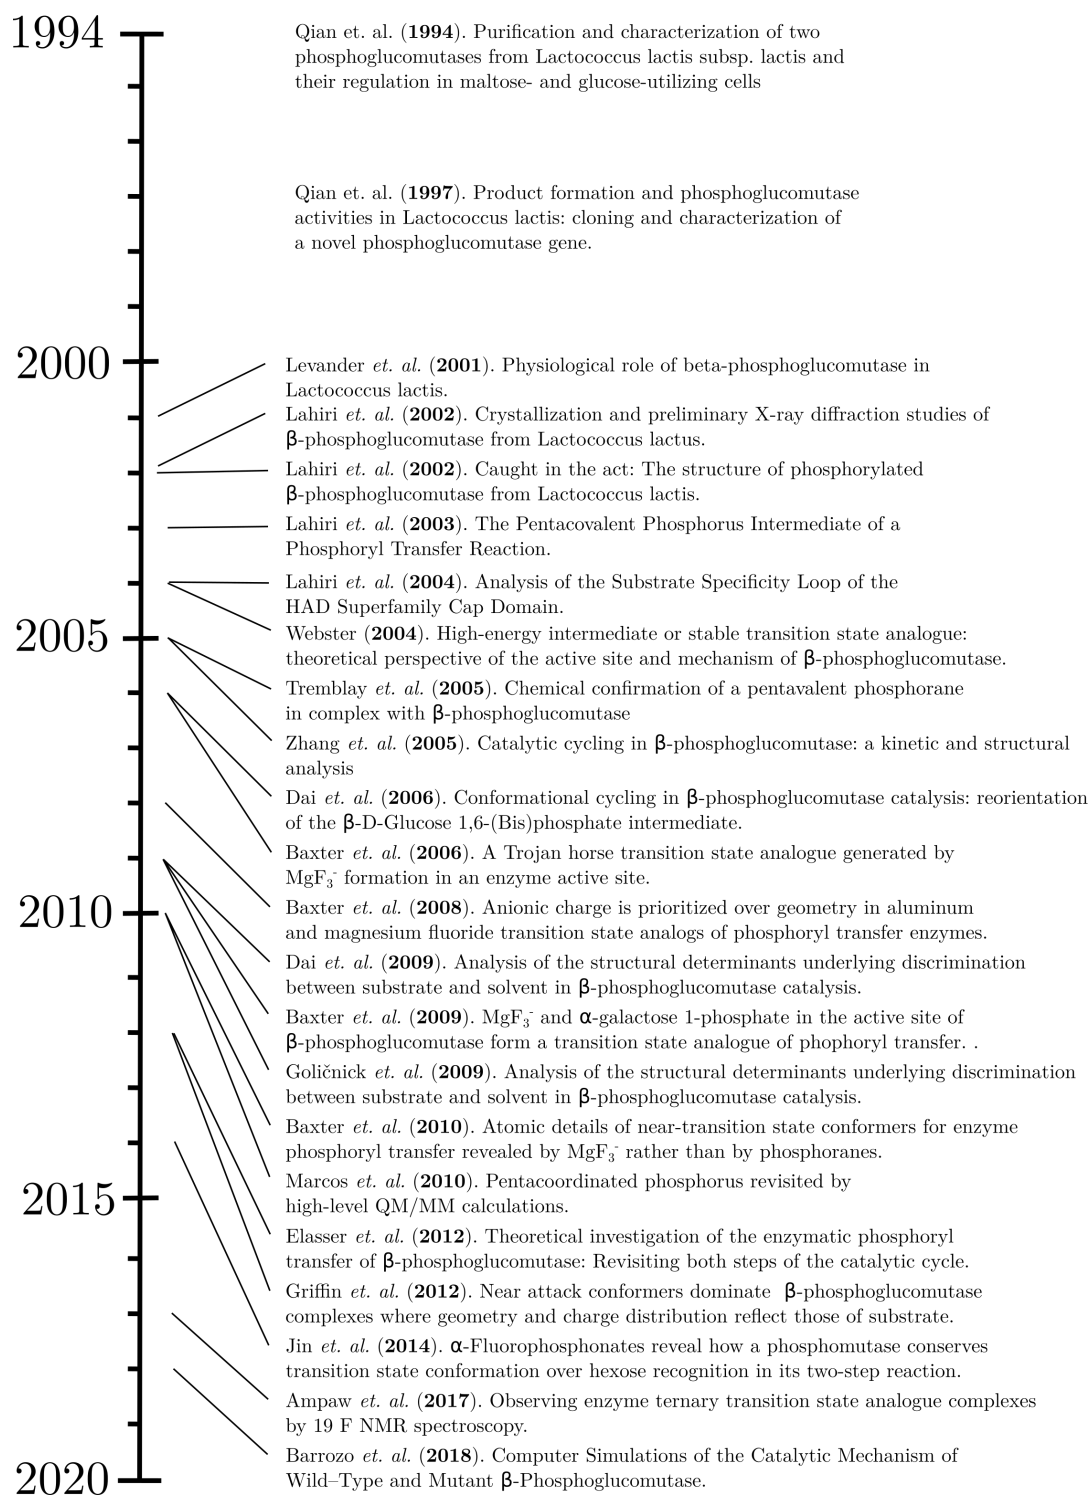 1994
Qian et. al. (1994). Purification and characterization of two
phosphoglucomutases from Lactococcus lactis subsp. lactis and
their regulation in maltose- and glucose-utilizing cells
Qian et. al. (1997). Product formation and phosphoglucomutase
activities in Lactococcus lactis: cloning and characterization of
a novel phosphoglucomutase gene.
2000
Levander et. al. (2001). Physiological role of beta-phosphoglucomutase in
Lactococcus lactis.
Lahiri et. al. (2002). Crystallization and preliminary X-ray diffraction studies of
β-phosphoglucomutase from Lactococcus lactus.
Lahiri et. al. (2002). Caught in the act: The structure of phosphorylated
β-phosphoglucomutase from Lactococcus lactis.
Lahiri et. al. (2003). The Pentacovalent Phosphorus Intermediate of a
Phosphoryl Transfer Reaction.
Lahiri et. al. (2004). Analysis of the Substrate Specificity Loop of the
HAD Superfamily Cap Domain.
2005
Webster (2004). High-energy intermediate or stable transition state analogue:
theoretical perspective of the active site and mechanism of β-phosphoglucomutase.
Tremblay et. al. (2005). Chemical confirmation of a pentavalent phosphorane
in complex with β-phosphoglucomutase
Zhang et. al. (2005). Catalytic cycling in β-phosphoglucomutase: a kinetic and structural
analysis
Dai et. al. (2006). Conformational cycling in β-phosphoglucomutase catalysis: reorientation
of the β-D-Glucose 1,6-(Bis)phosphate intermediate.
Baxter et. al. (2006). A Trojan horse transition state analogue generated by
MgF₃⁻ formation in an enzyme active site.
2010
Baxter et. al. (2008). Anionic charge is prioritized over geometry in aluminum
and magnesium fluoride transition state analogs of phosphoryl transfer enzymes.
Dai et. al. (2009). Analysis of the structural determinants underlying discrimination
between substrate and solvent in β-phosphoglucomutase catalysis.
Baxter et. al. (2009). MgF₃⁻ and α-galactose 1-phosphate in the active site of
β-phosphoglucomutase form a transition state analogue of phophoryl transfer. .
Goličnick et. al. (2009). Analysis of the structural determinants underlying discrimination
between substrate and solvent in β-phosphoglucomutase catalysis.
Baxter et. al. (2010). Atomic details of near-transition state conformers for enzyme
phosphoryl transfer revealed by MgF₃⁻ rather than by phosphoranes.
2015
Marcos et. al. (2010). Pentacoordinated phosphorus revisited by
high-level QM/MM calculations.
Elasser et. al. (2012). Theoretical investigation of the enzymatic phosphoryl
transfer of β-phosphoglucomutase: Revisiting both steps of the catalytic cycle.
Griffin et. al. (2012). Near attack conformers dominate β-phosphoglucomutase
complexes where geometry and charge distribution reflect those of substrate.
Jin et. al. (2014). α-Fluorophosphonates reveal how a phosphomutase conserves
transition state conformation over hexose recognition in its two-step reaction.
Ampaw et. al. (2017). Observing enzyme ternary transition state analogue complexes
by 19 F NMR spectroscopy.
Barrozo et. al. (2018). Computer Simulations of the Catalytic Mechanism of
Wild–Type and Mutant β-Phosphoglucomutase.
2020